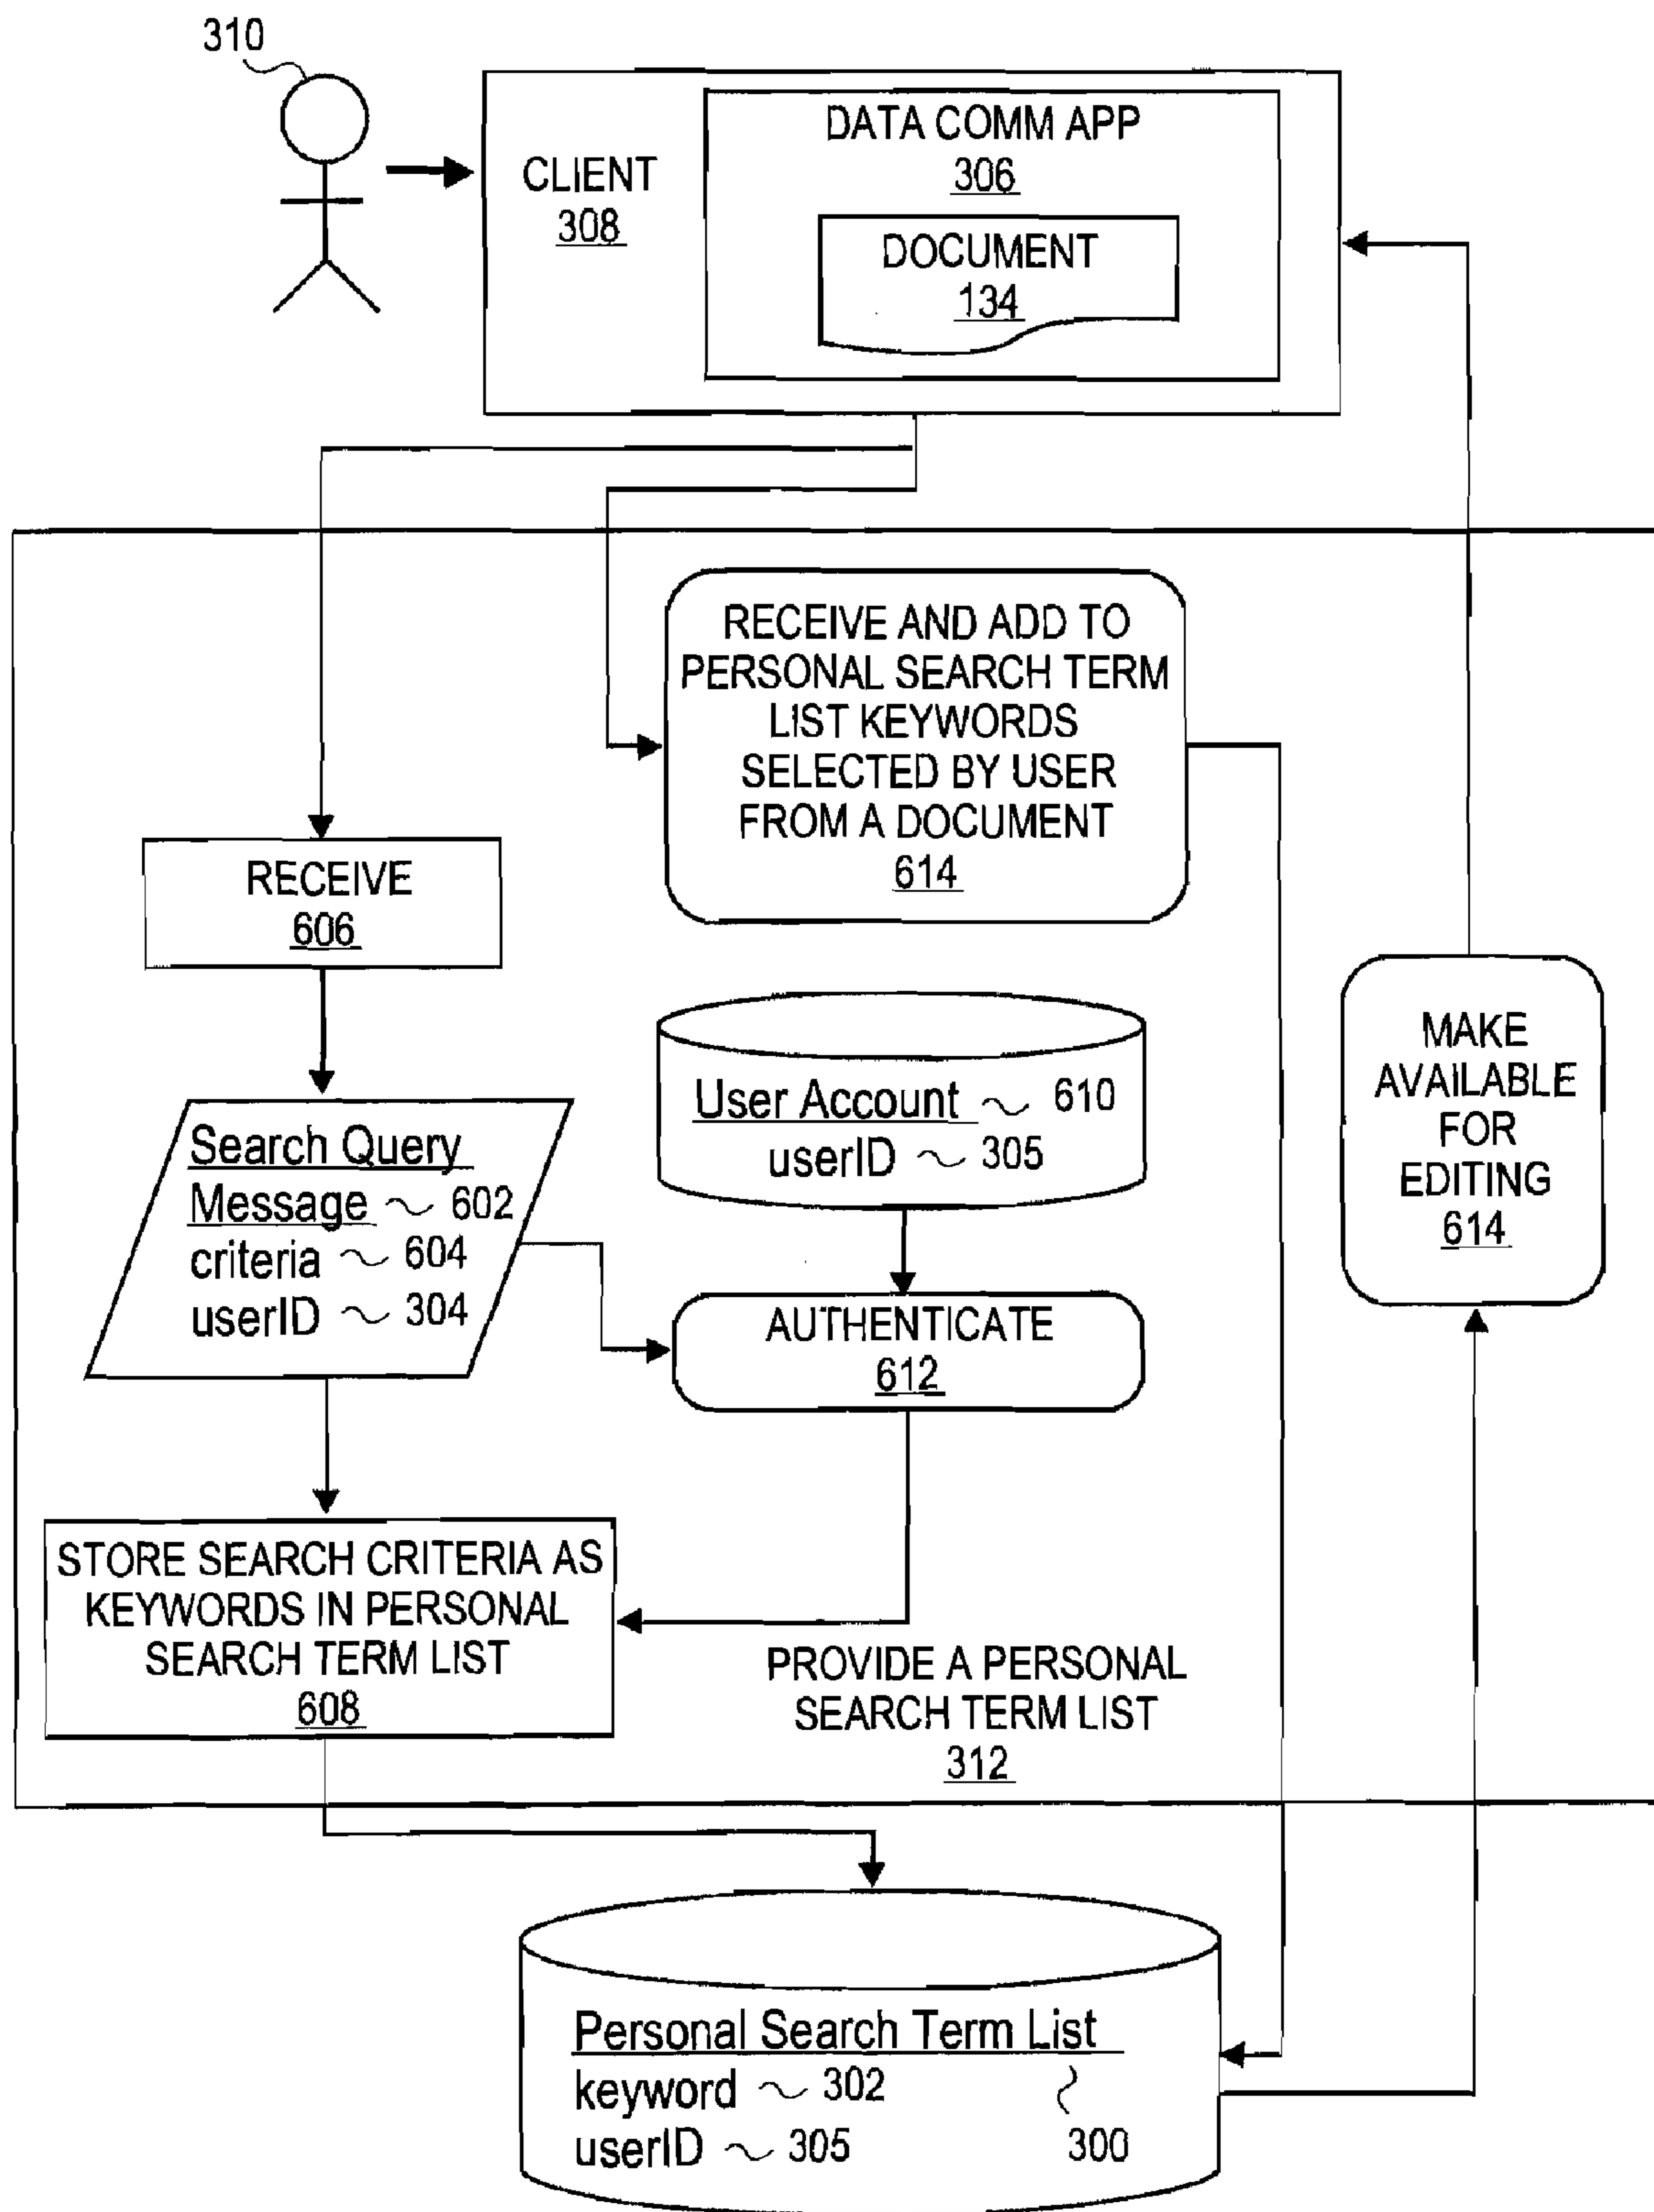 310
DATA COMM APP
306
CLIENT
308
DOCUMENT
134
RECEIVE AND ADD TO
PERSONAL SEARCH TERM
LIST KEYWORDS
SELECTED BY USER
FROM A DOCUMENT
614
RECEIVE
606
MAKE
AVAILABLE
FOR
EDITING
614
User Account 610
userID 305
Search Query
Message 602
criteria 604
userID 304
AUTHENTICATE
612
STORE SEARCH CRITERIA AS
KEYWORDS IN PERSONAL
SEARCH TERM LIST
608
PROVIDE A PERSONAL
SEARCH TERM LIST
312
Personal Search Term List
keyword 302
userID 305
300